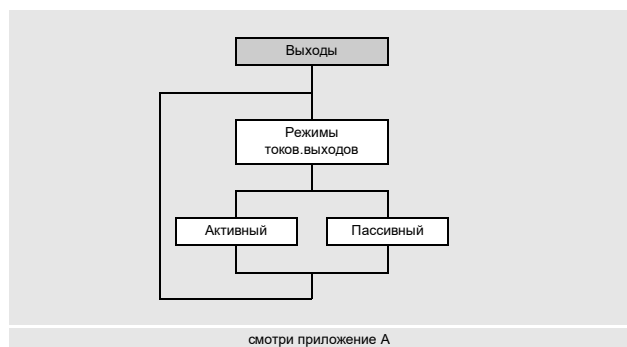 Выходы
Режимы
токов.выходов
Активный
Пассивный
смотри приложение А